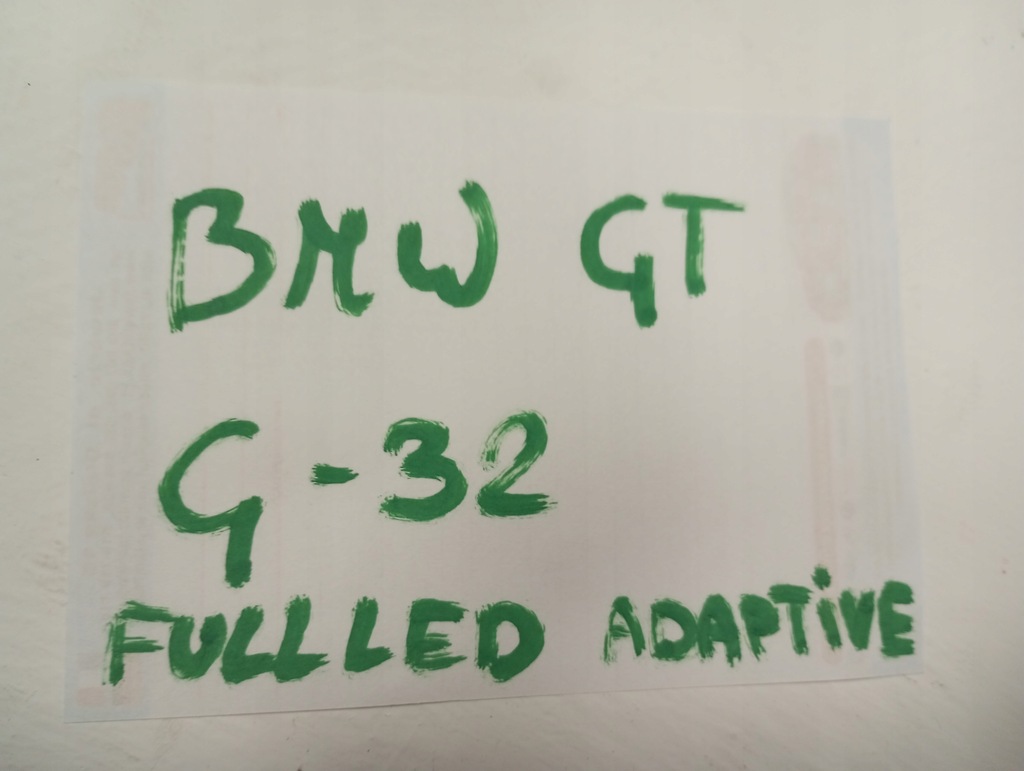 BMW GT
G-32
FULLLED ADAPTiVE